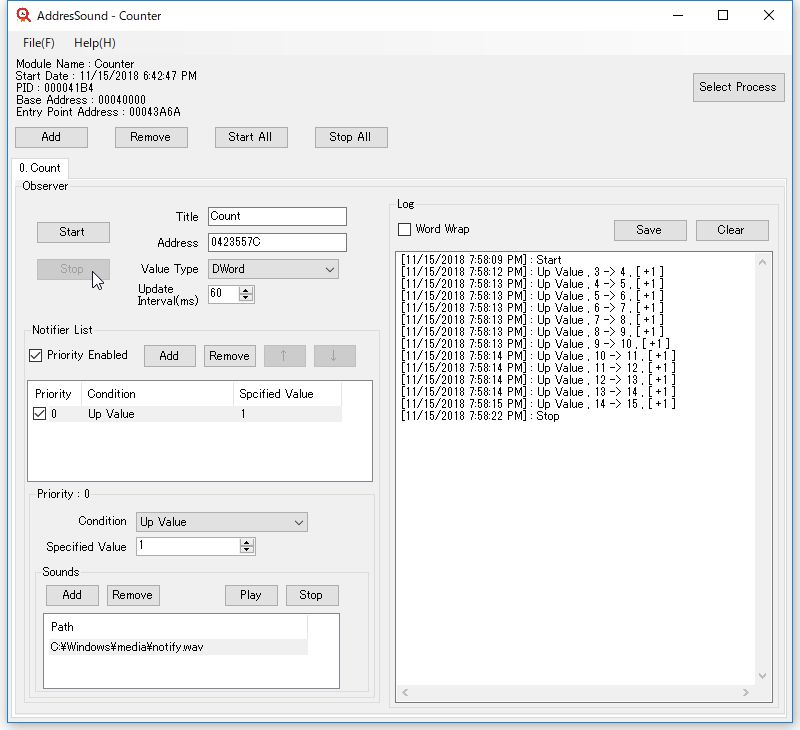 AddresSound - Counter
File(F) Help(H)
Module Name : Counter
Start Date : 11/15/2018 6:42:47 PM
PID : 000041B4
Base Address : 00040000
Entry Point Address : 00043A6A
Select Process
Add Remove Start All Stop All
0. Count
Observer
Start
Stop
Title Count
Address 0423557C
Value Type DWord
Update
Interval(ms) 60
Notifier List
Priority Enabled Add Remove ↑ ↓
Priority Condition Spcified Value
0 Up Value 1
Priority : 0
Condition Up Value
Specified Value 1
Sounds
Add Remove Play Stop
Path
C:¥Windows¥media¥notify.wav
Log
Word Wrap Save Clear
[11/15/2018 7:58:09 PM] : Start
[11/15/2018 7:58:12 PM] : Up Value , 3 -> 4 , [ +1 ]
[11/15/2018 7:58:13 PM] : Up Value , 4 -> 5 , [ +1 ]
[11/15/2018 7:58:13 PM] : Up Value , 5 -> 6 , [ +1 ]
[11/15/2018 7:58:13 PM] : Up Value , 6 -> 7 , [ +1 ]
[11/15/2018 7:58:13 PM] : Up Value , 7 -> 8 , [ +1 ]
[11/15/2018 7:58:13 PM] : Up Value , 8 -> 9 , [ +1 ]
[11/15/2018 7:58:13 PM] : Up Value , 9 -> 10 , [ +1 ]
[11/15/2018 7:58:14 PM] : Up Value , 10 -> 11 , [ +1 ]
[11/15/2018 7:58:14 PM] : Up Value , 11 -> 12 , [ +1 ]
[11/15/2018 7:58:14 PM] : Up Value , 12 -> 13 , [ +1 ]
[11/15/2018 7:58:14 PM] : Up Value , 13 -> 14 , [ +1 ]
[11/15/2018 7:58:15 PM] : Up Value , 14 -> 15 , [ +1 ]
[11/15/2018 7:58:22 PM] : Stop